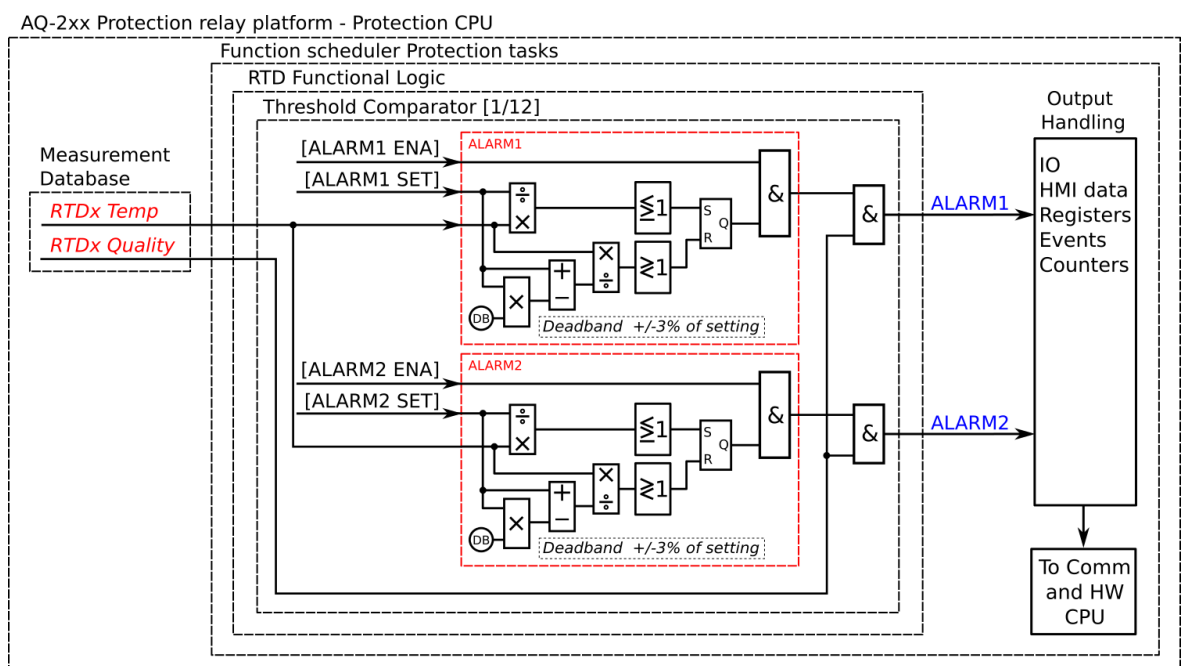 AQ-2xx Protection relay platform - Protection CPU
Function scheduler Protection tasks
RTD Functional Logic
Threshold Comparator [1/12]
Measurement
Database
RTDx Temp
RTDx Quality
[ALARM1 ENA]
[ALARM1 SET]
ALARM1
÷
×
≤1
S
Q
R
&
&
×
÷
≥1
+
−
×
DB
Deadband +/-3% of setting
ALARM1
[ALARM2 ENA]
[ALARM2 SET]
ALARM2
÷
×
≤1
S
Q
R
&
&
×
÷
≥1
+
−
×
DB
Deadband +/-3% of setting
ALARM2
Output
Handling
IO
HMI data
Registers
Events
Counters
To Comm
and HW
CPU